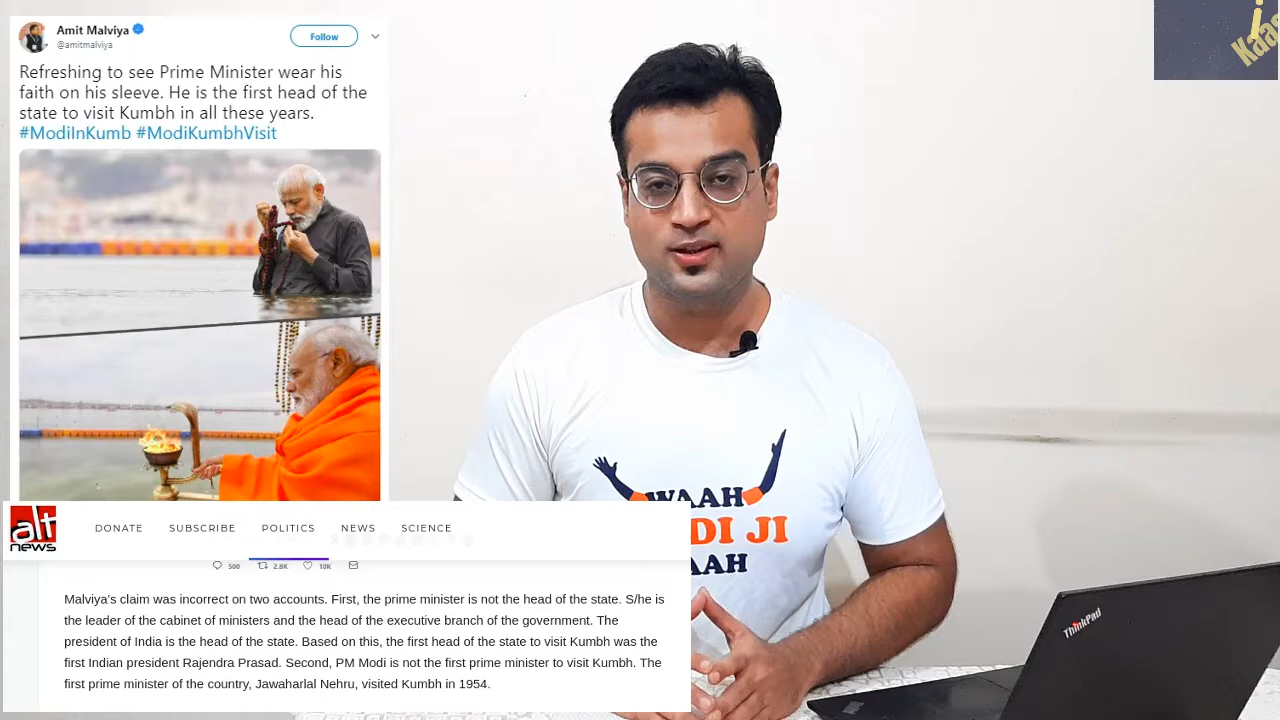 Amit Malviya
@amitmalviya
Follow
Refreshing to see Prime Minister wear his
faith on his sleeve. He is the first head of the
state to visit Kumbh in all these years.
#ModiInKumb #ModiKumbhVisit
alt
news
DONATE SUBSCRIBE POLITICS NEWS SCIENCE
500 2.8K 10K
Malviya's claim was incorrect on two accounts. First, the prime minister is not the head of the state. S/he is
the leader of the cabinet of ministers and the head of the executive branch of the government. The
president of India is the head of the state. Based on this, the first head of the state to visit Kumbh was the
first Indian president Rajendra Prasad. Second, PM Modi is not the first prime minister to visit Kumbh. The
first prime minister of the country, Jawaharlal Nehru, visited Kumbh in 1954.
WAAH
DI JI
AAH
ThinkPad